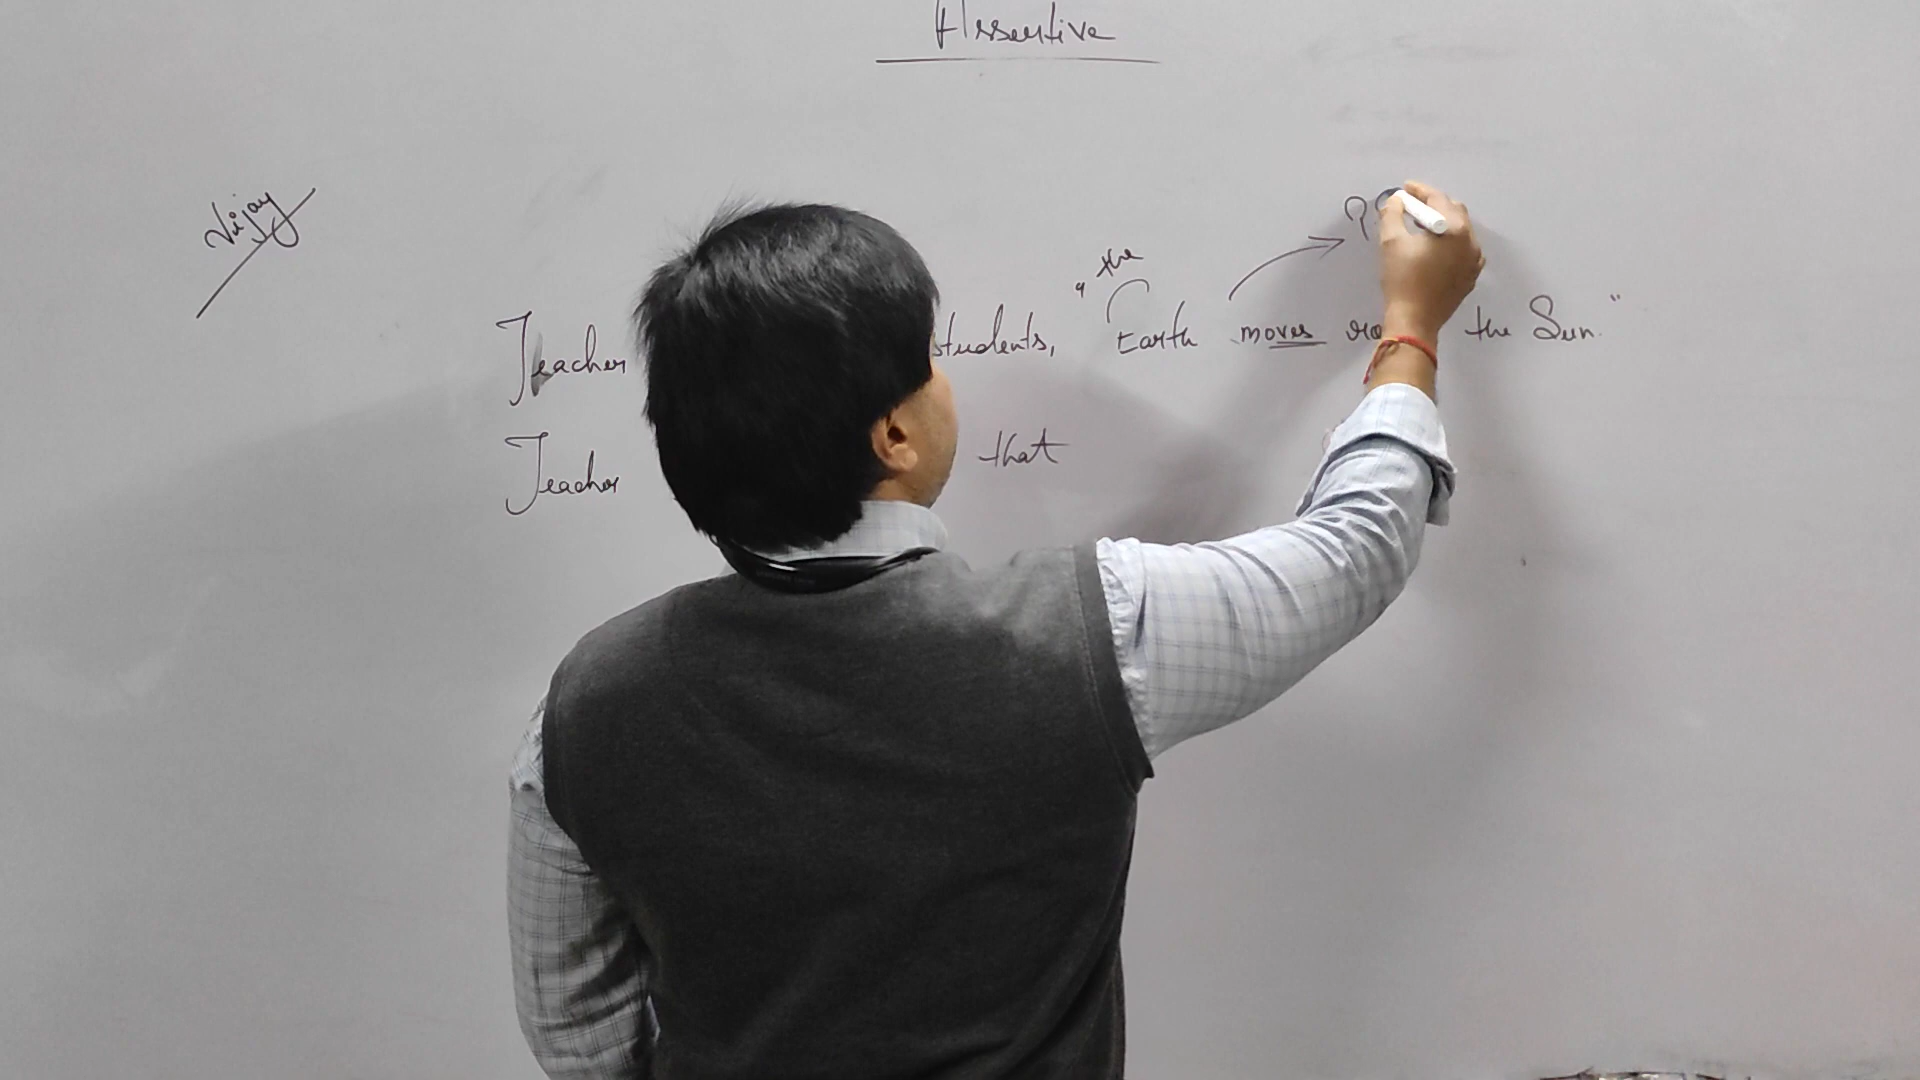 Assertive
Vijay
the
Teacher students, " Earth moves the Sun."
Teacher that